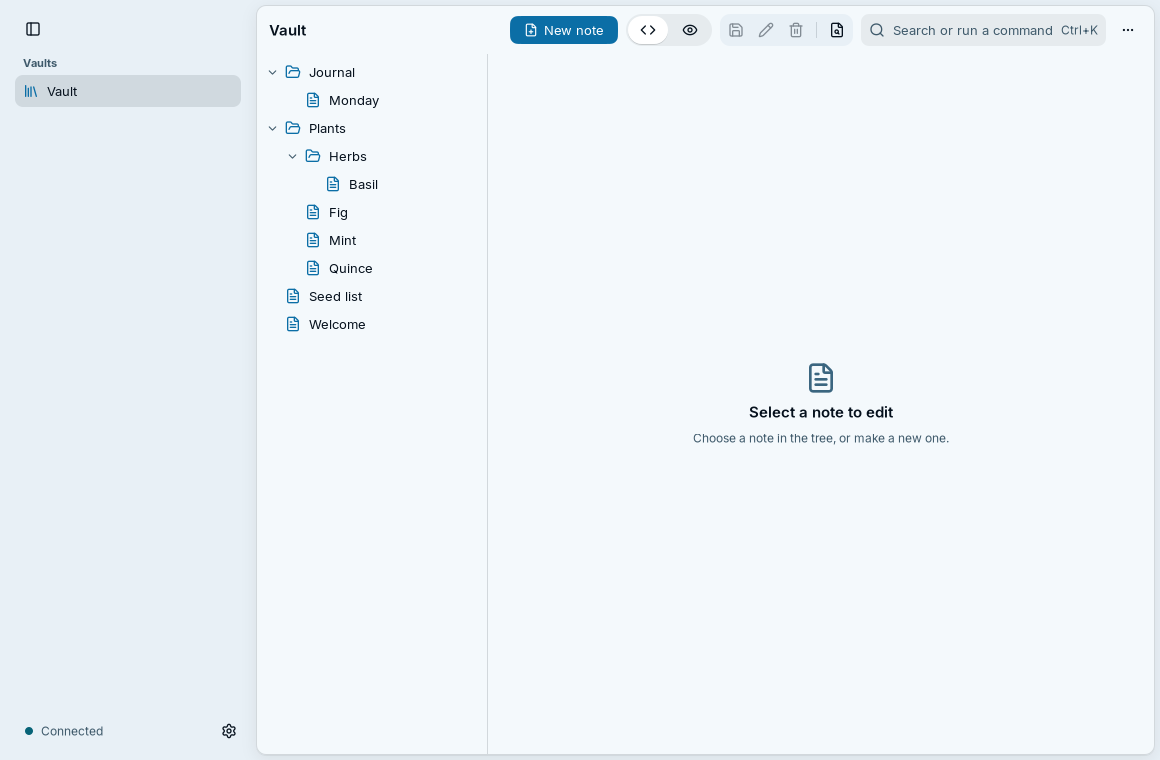 Vault
New note
Search or run a command Ctrl+K
Vaults
Vault
Journal
Monday
Plants
Herbs
Basil
Fig
Mint
Quince
Seed list
Welcome
Select a note to edit
Choose a note in the tree, or make a new one.
Connected